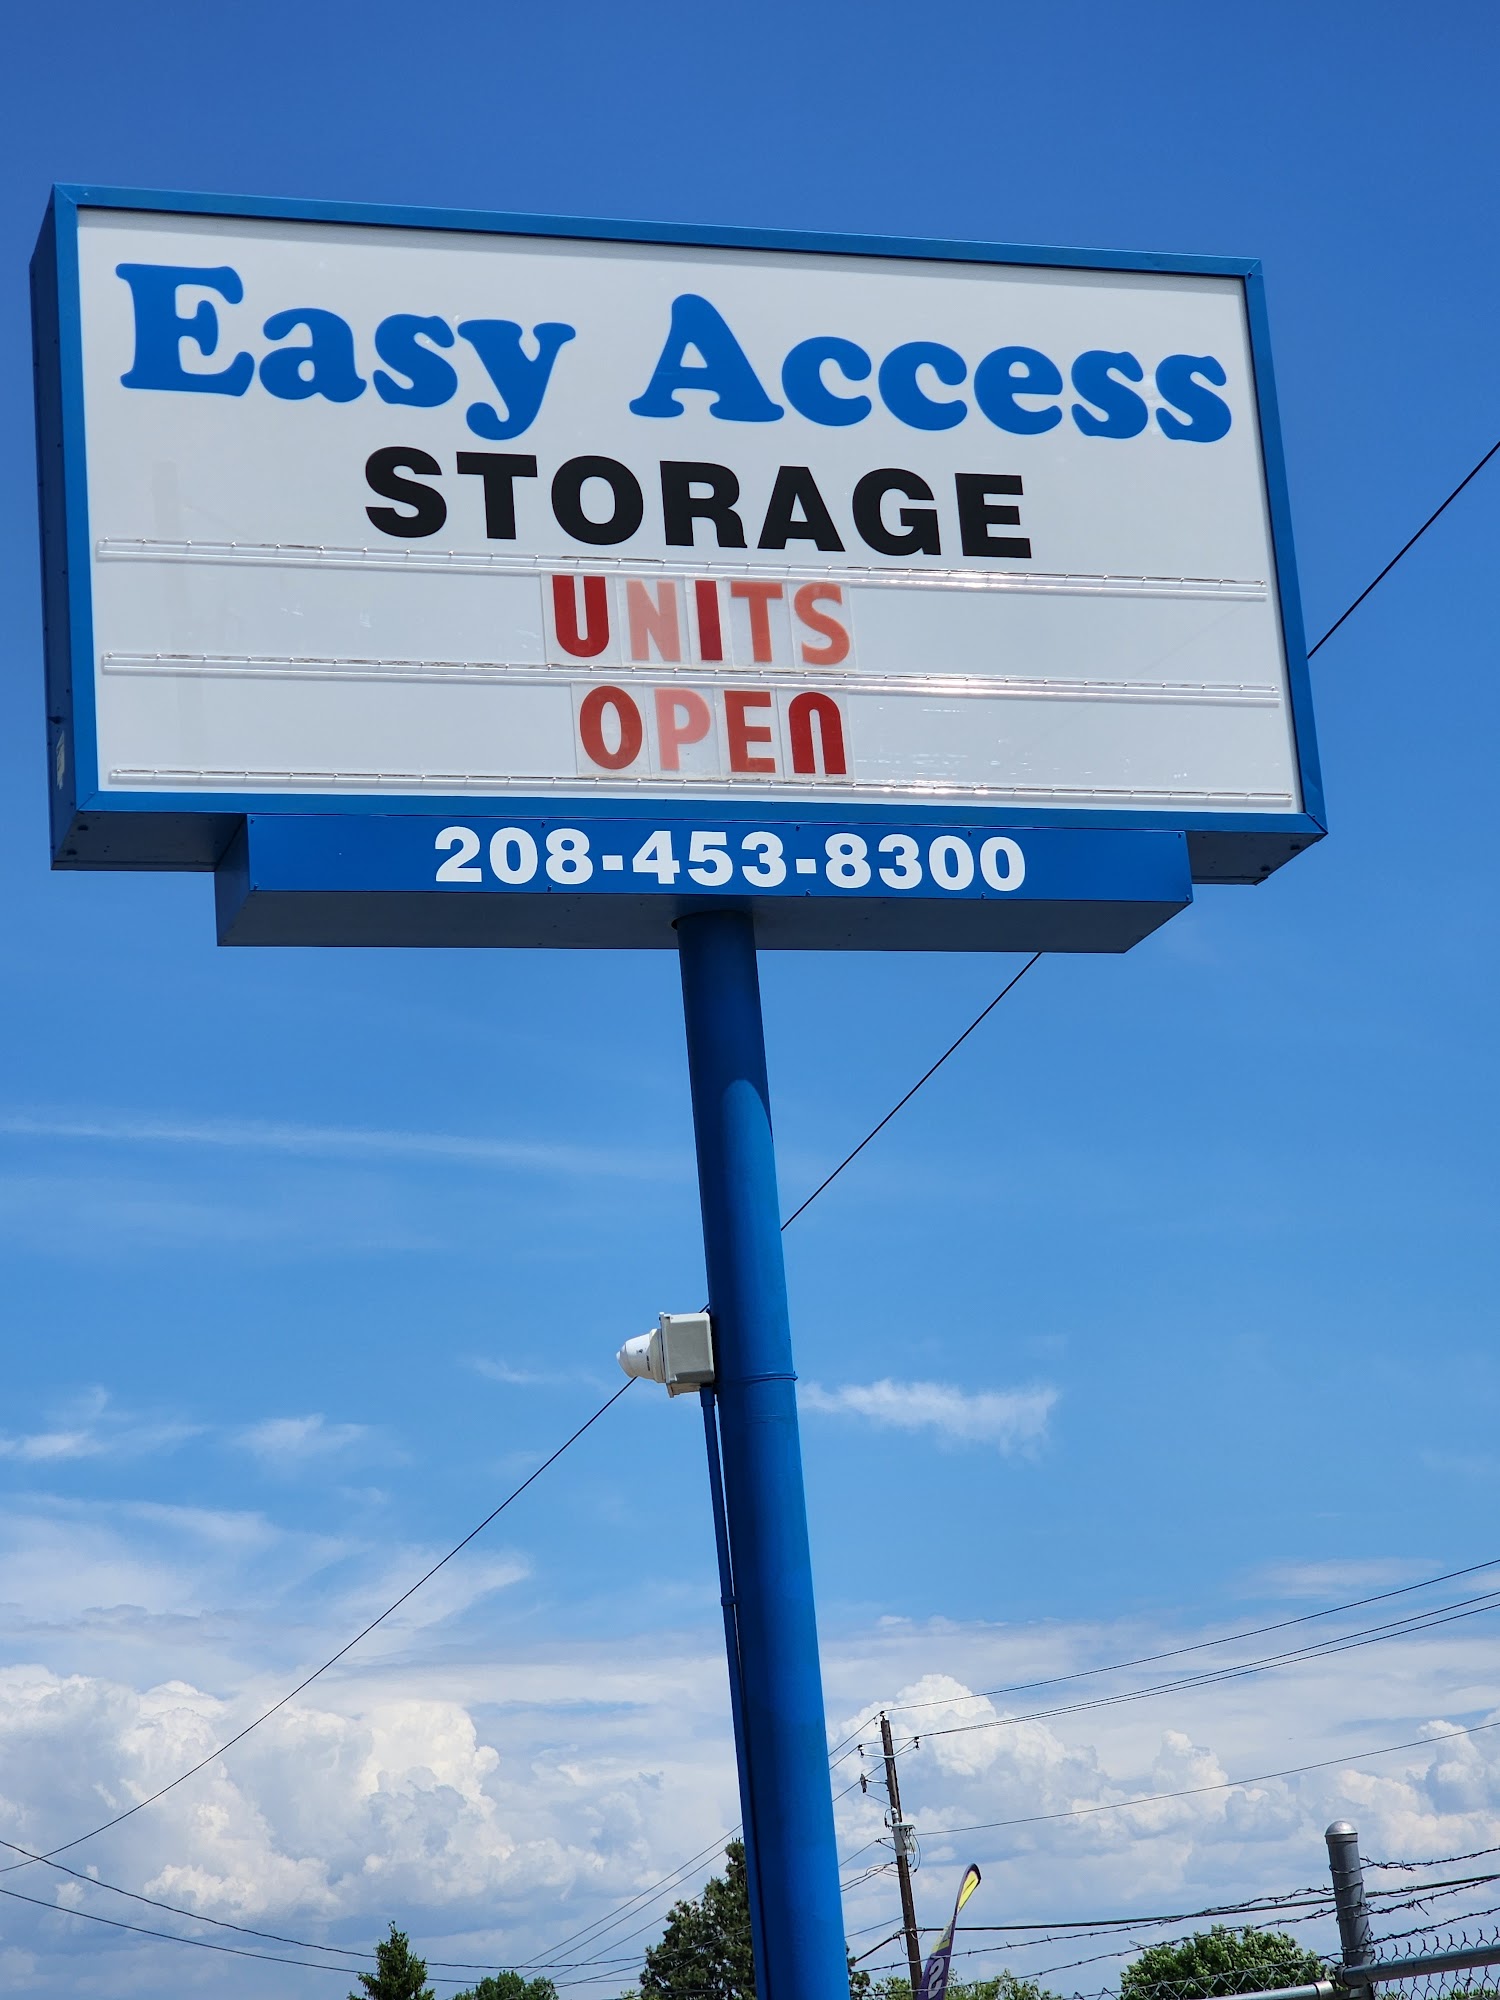 Easy Access
STORAGE
UNITS
OPEN
208-453-8300